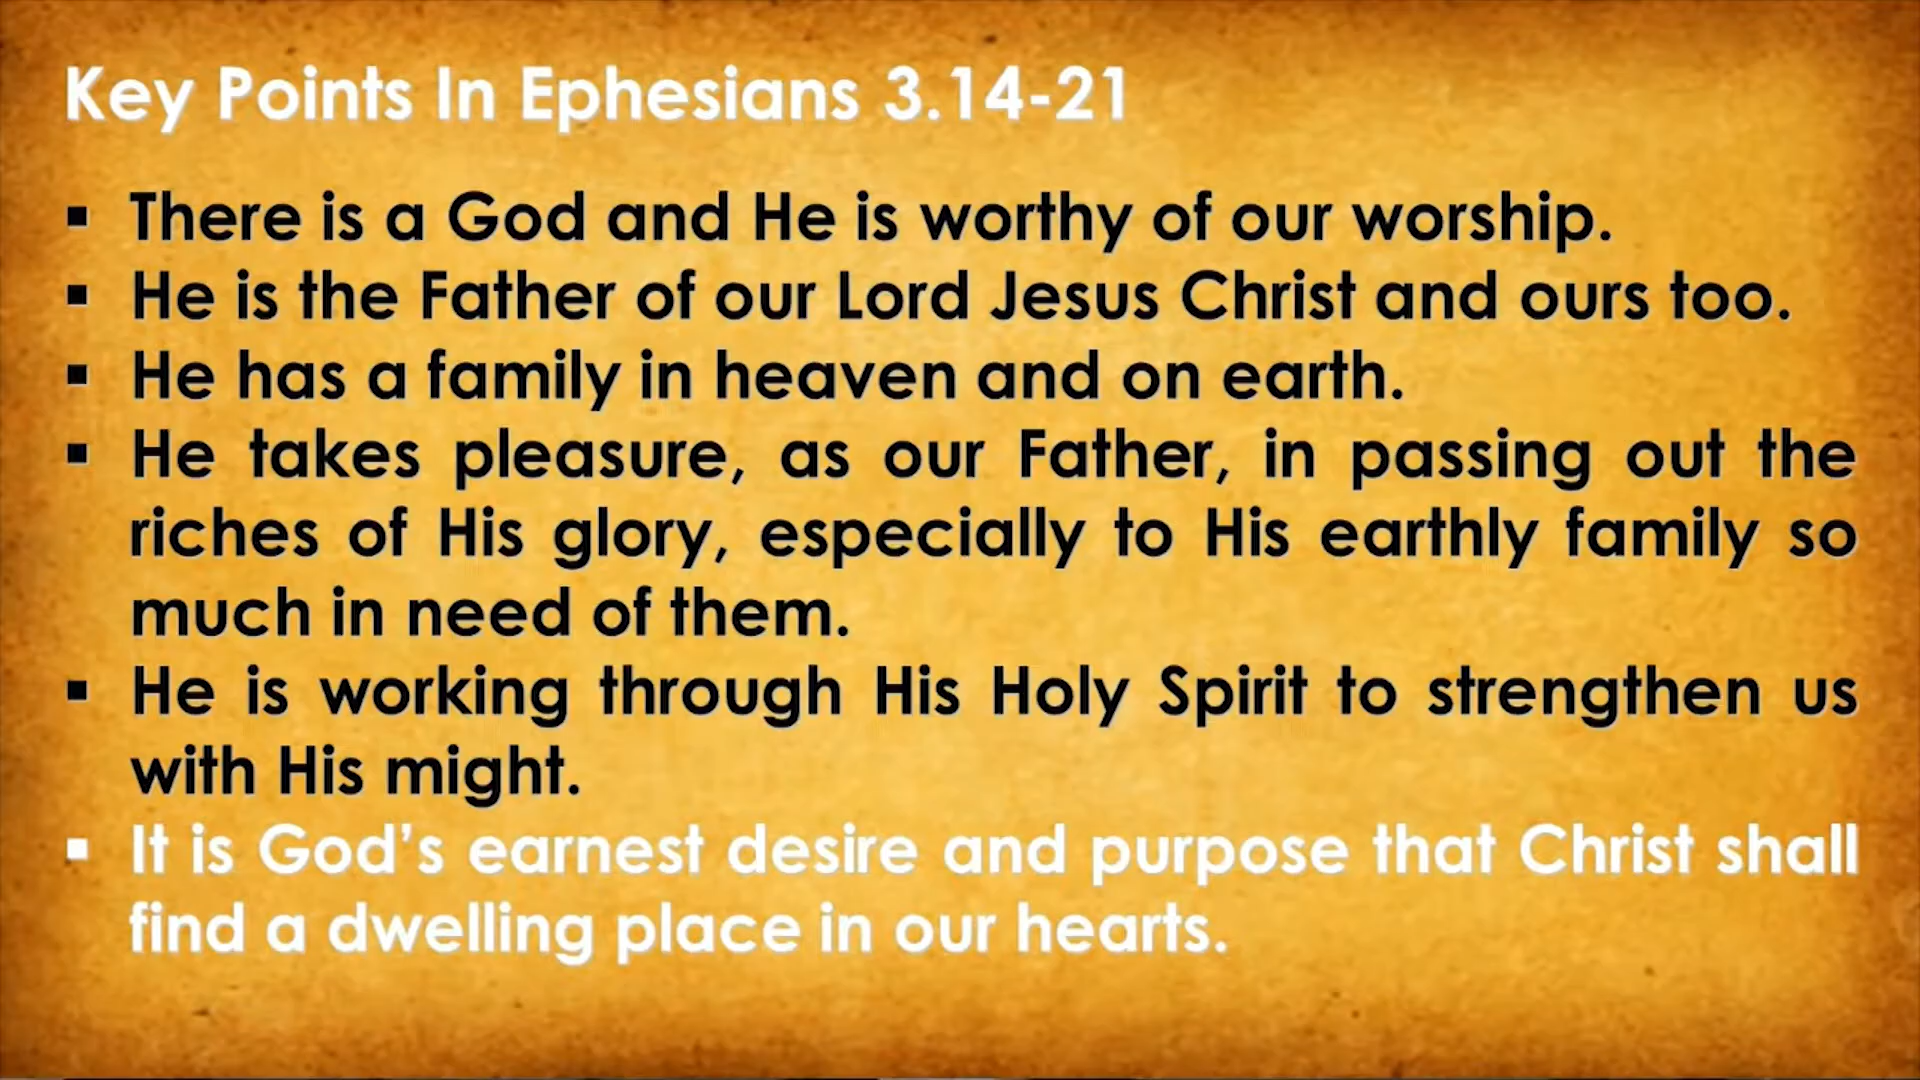 Key Points In Ephesians 3.14-21
▪ There is a God and He is worthy of our worship.
▪ He is the Father of our Lord Jesus Christ and ours too.
▪ He has a family in heaven and on earth.
▪ He takes pleasure, as our Father, in passing out the
riches of His glory, especially to His earthly family so
much in need of them.
▪ He is working through His Holy Spirit to strengthen us
with His might.
▪ It is God’s earnest desire and purpose that Christ shall
find a dwelling place in our hearts.